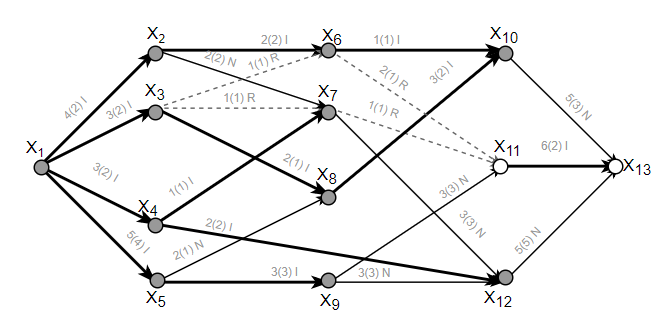 X2
2(2) I
X6
1(1) I
X10
4(2) I
2(2) N
1(1) R
2(1) R
3(2) I
5(3) N
X3
3(2) I
1(1) R
X7
1(1) R
X1
X11
6(2) I
X13
3(2) I
1(1) I
2(1) I
X8
3(3) N
X4
2(2) I
3(3) N
5(4) I
2(1) N
5(5) N
3(3) I
3(3) N
X5
X9
X12